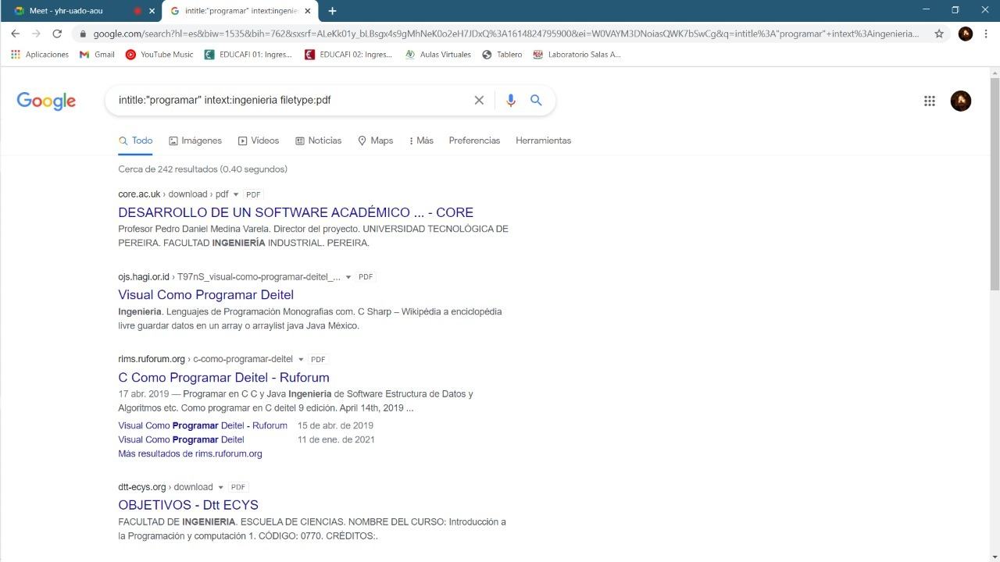 Meet - yhr-uado-aou
intitle:"programar" intext:ingenie
google.com/search?hl=es&biw=1535&bih=762&sxsrf=ALeKk01y_bLBsgx4s9gMhNeK0o2eH7JDxQ%3A1614824795900&ei=W0VAYM3DNoiasQWK7bSwCg&q=intitle%3A"programar"+intext%3Aingenieria...
Aplicaciones Gmail YouTube Music EDUCAFI 01: Ingres... EDUCAFI 02: Ingres... Aulas Virtuales Tablero Laboratorio Salas A...
Google
intitle:"programar" intext:ingenieria filetype:pdf
Todo Imágenes Vídeos Noticias Maps Más Preferencias Herramientas
Cerca de 242 resultados (0.40 segundos)
core.ac.uk › download › pdf PDF
DESARROLLO DE UN SOFTWARE ACADÉMICO ... - CORE
Profesor Pedro Daniel Medina Varela. Director del proyecto. UNIVERSIDAD TECNOLÓGICA DE
PEREIRA. FACULTAD INGENIERÍA INDUSTRIAL. PEREIRA.
ojs.hagi.or.id › T97nS_visual-como-programar-deitel_... PDF
Visual Como Programar Deitel
Ingenieria. Lenguajes de Programación Monografias com. C Sharp – Wikipédia a enciclopédia
livre guardar datos en un array o arraylist java Java México.
rims.ruforum.org › c-como-programar-deitel PDF
C Como Programar Deitel - Ruforum
17 abr. 2019 — Programar en C C y Java Ingeniería de Software Estructura de Datos y
Algoritmos etc. Como programar en C deitel 9 edición. April 14th, 2019 ...
Visual Como Programar Deitel - Ruforum 15 de abr. de 2019
Visual Como Programar Deitel 11 de ene. de 2021
Más resultados de rims.ruforum.org
dtt-ecys.org › download PDF
OBJETIVOS - Dtt ECYS
FACULTAD DE INGENIERIA. ESCUELA DE CIENCIAS. NOMBRE DEL CURSO: Introducción a
la Programación y computación 1. CÓDIGO: 0770. CRÉDITOS:.